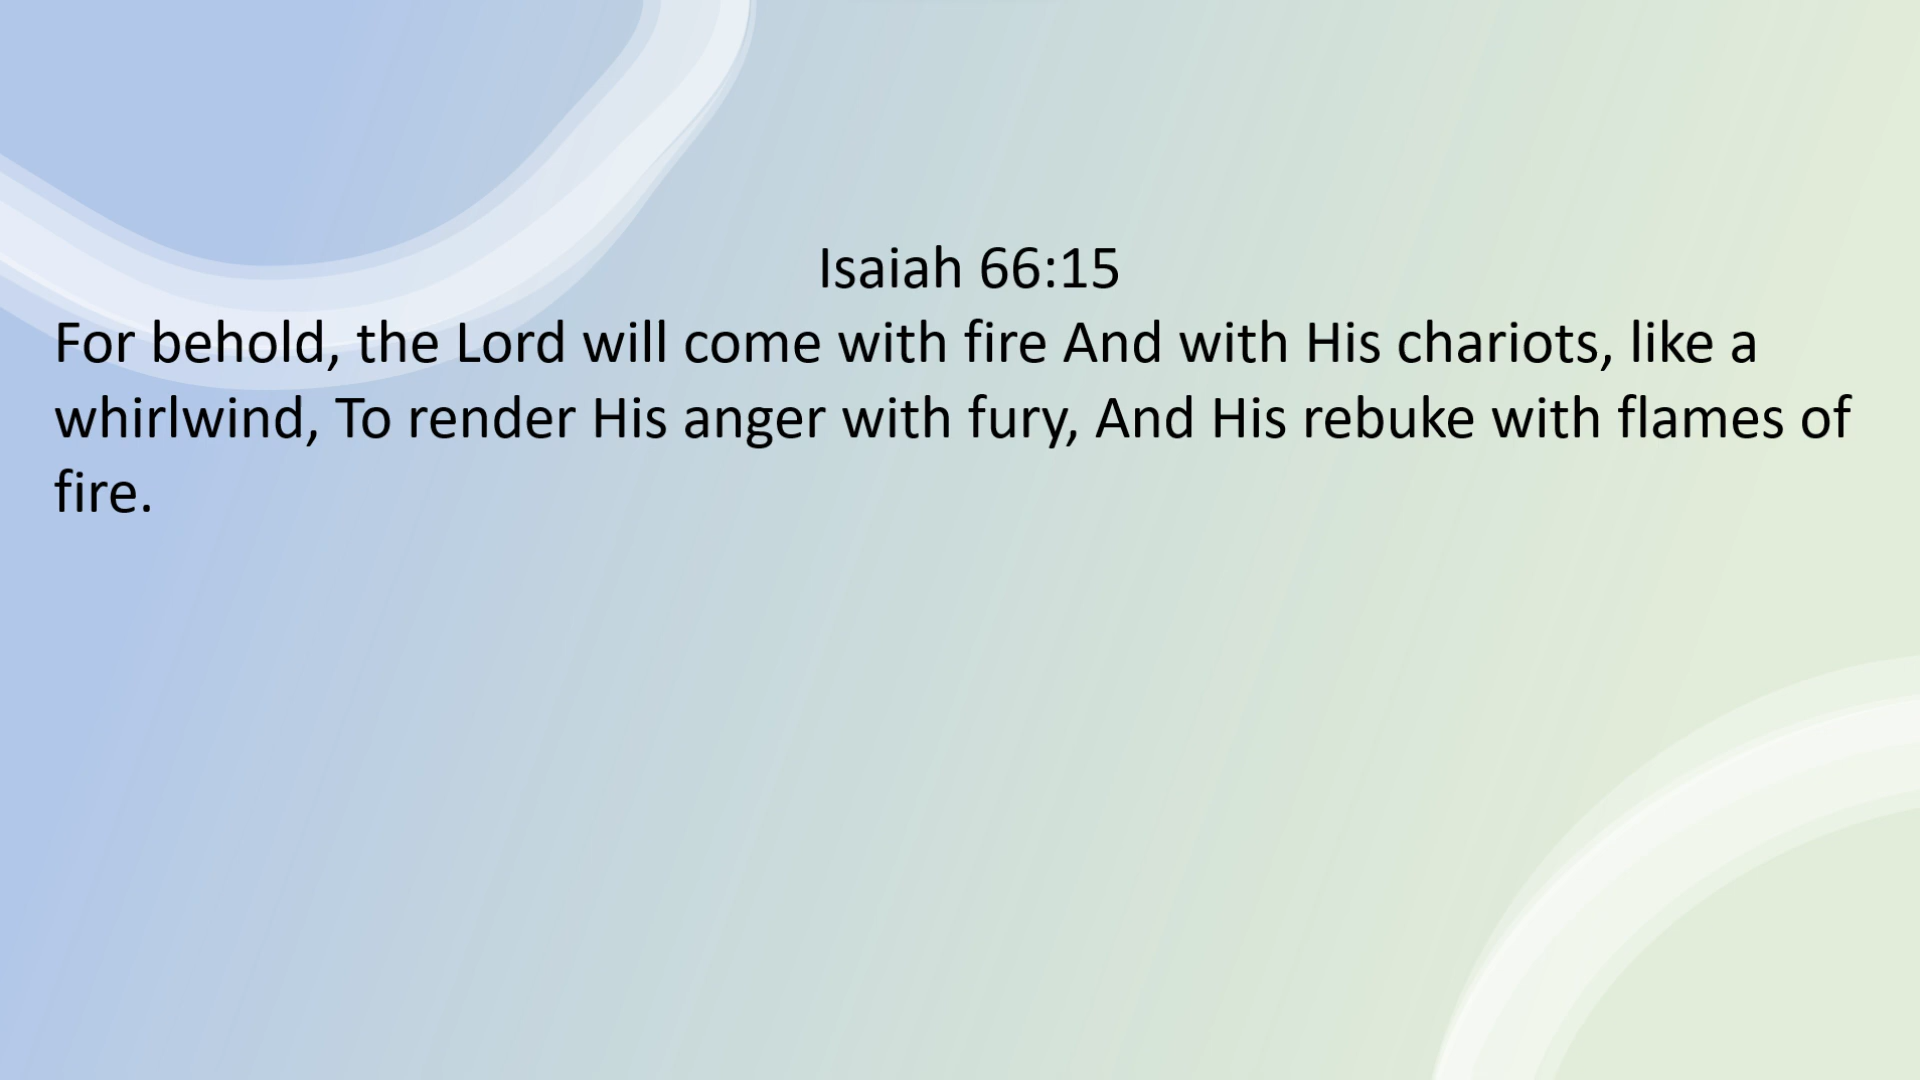 Isaiah 66:15
For behold, the Lord will come with fire And with His chariots, like a
whirlwind, To render His anger with fury, And His rebuke with flames of
fire.